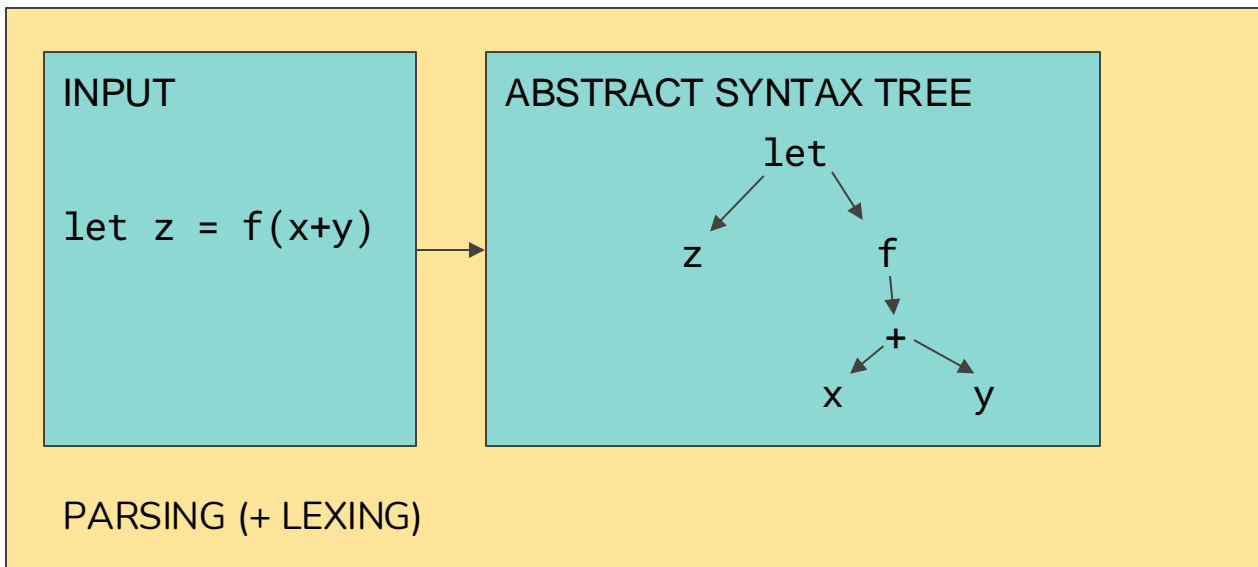 INPUT
let z = f(x+y)
ABSTRACT SYNTAX TREE
let
z f
+
x y
PARSING (+ LEXING)